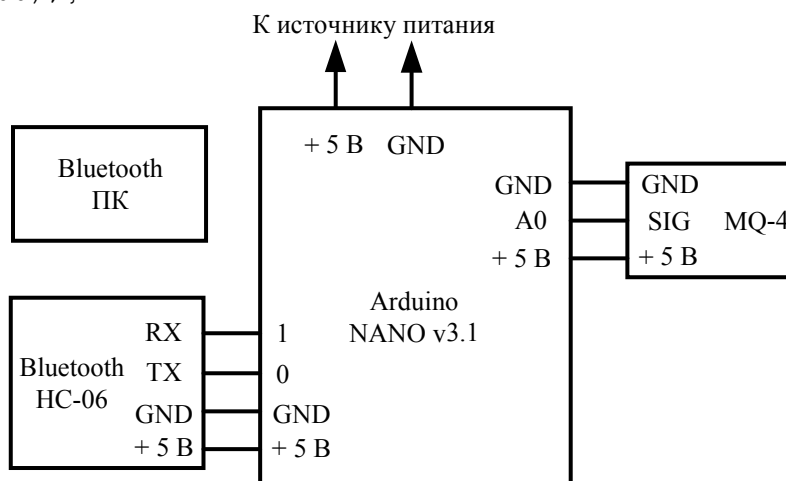 К источнику питания
+ 5 В GND
Bluetooth
ПК
GND
A0
+ 5 В
GND
SIG
+ 5 В
MQ-4
Arduino
NANO v3.1
Bluetooth
HC-06
RX
TX
GND
+ 5 В
1
0
GND
+ 5 В